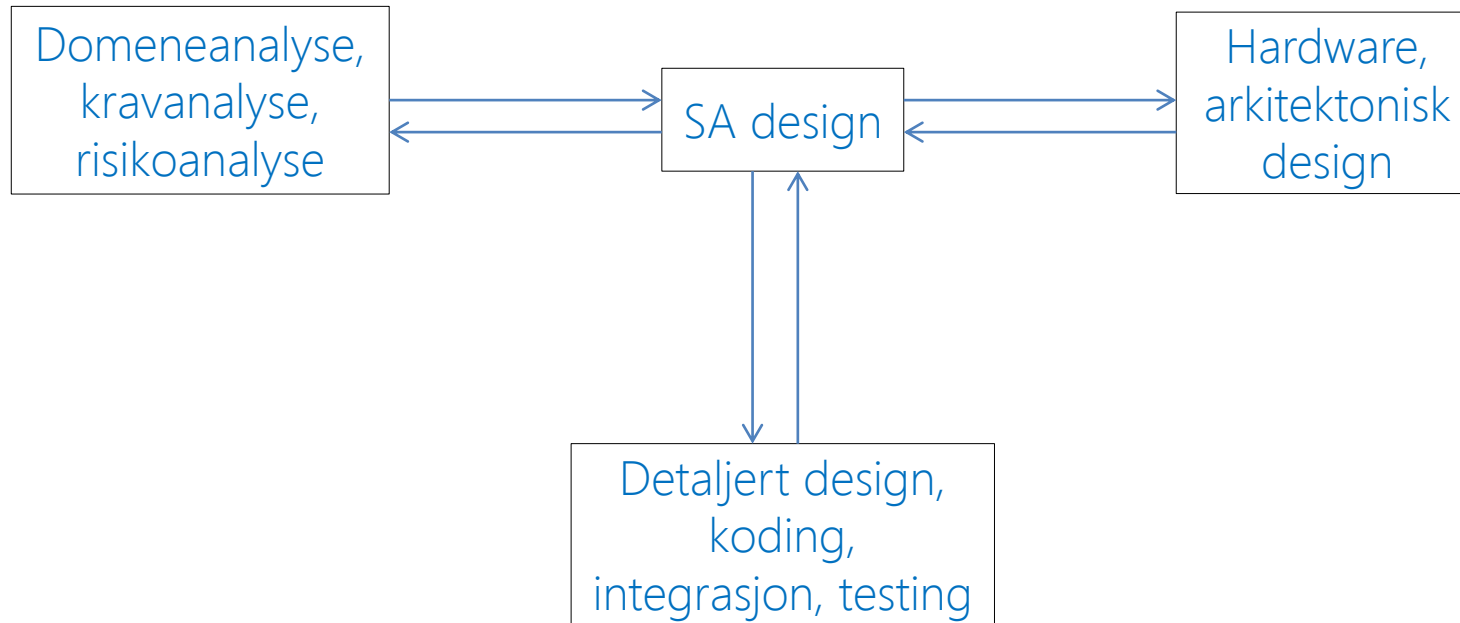 Domeneanalyse,
kravanalyse,
risikoanalyse
SA design
Hardware,
arkitektonisk
design
Detaljert design,
koding,
integrasjon, testing